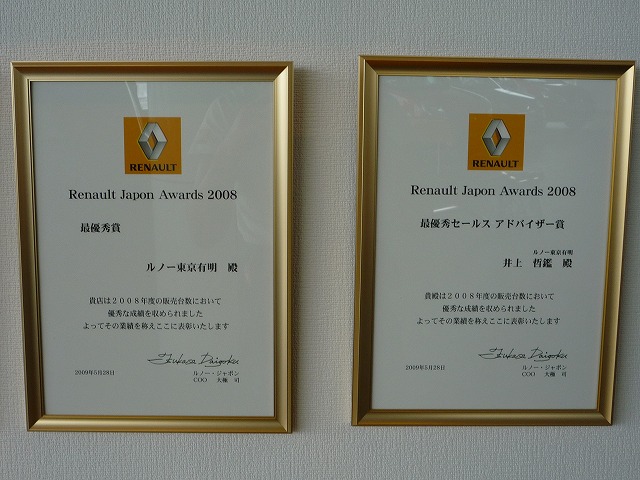 RENAULT
Renault Japon Awards 2008
最優秀賞
ルノー東京有明 殿
貴店は2008年度の販売台数において
優秀な成績を収められました
よってその業績を称えここに表彰いたします
Tsukasa Daigoku
2009年5月28日
ルノー・ジャポン
COO 大極 司
RENAULT
Renault Japon Awards 2008
最優秀セールス アドバイザー賞
ルノー東京有明
井上 哲鑑 殿
貴殿は2008年度の販売台数において
優秀な成績を収められました
よってその業績を称えここに表彰いたします
Tsukasa Daigoku
2009年5月28日
ルノー・ジャポン
COO 大極 司